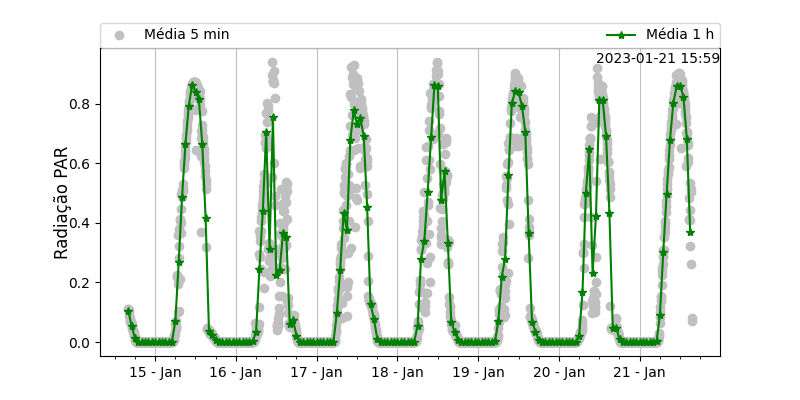 Média 5 min
Média 1 h
2023-01-21 15:59
Radiação PAR
0.8
0.6
0.4
0.2
0.0
15 - Jan
16 - Jan
17 - Jan
18 - Jan
19 - Jan
20 - Jan
21 - Jan